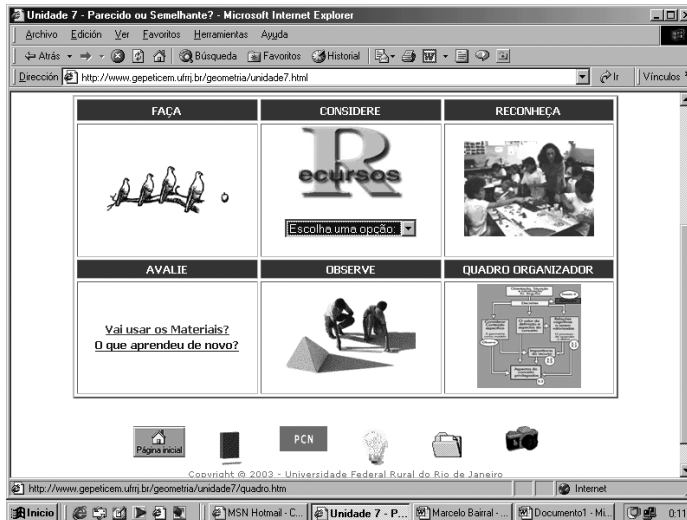 Unidade 7 - Parecido ou Semelhante? - Microsoft Internet Explorer
Archivo Edición Ver Favoritos Herramientas Ayuda
Atrás Búsqueda Favoritos Historial
Dirección http://www.gepeticem.ufrrj.br/geometria/unidade7.html Ir Vínculos
FAÇA CONSIDERE RECONHEÇA
Recursos
Escolha uma opção:
AVALIE OBSERVE QUADRO ORGANIZADOR
Vai usar os Materiais?
O que aprendeu de novo?
Página inicial PCN
Copyright © 2003 - Universidade Federal Rural do Rio de Janeiro
http://www.gepeticem.ufrrj.br/geometria/unidade7/quadro.htm Internet
Inicio MSN Hotmail - C... Unidade 7 - P... Marcelo Bairral - ... Documento1 - Mi... 0:11